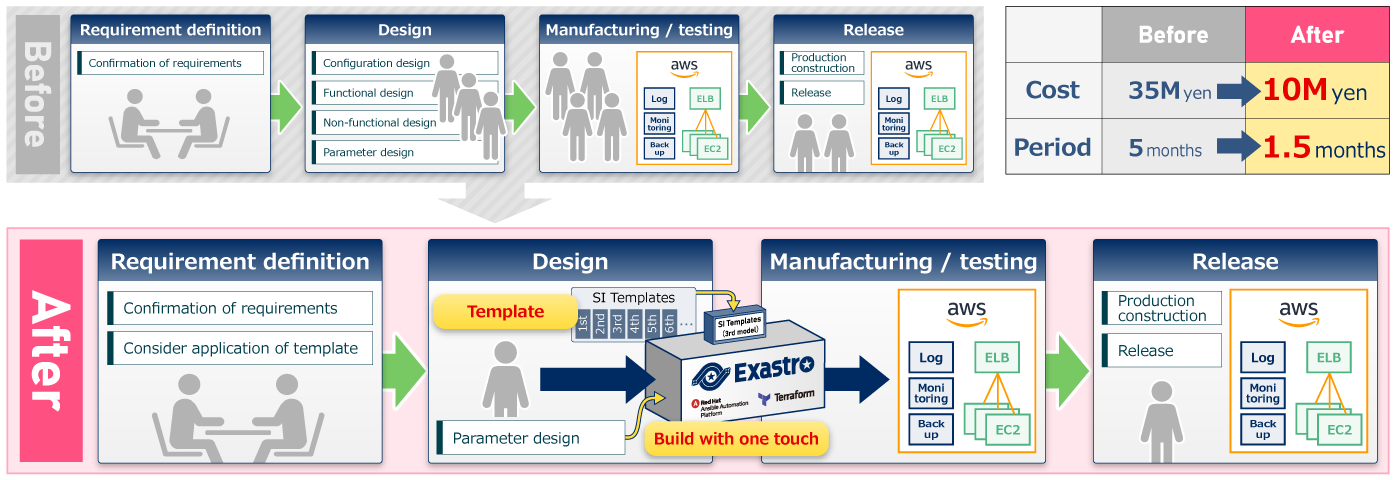 Before
Requirement definition
Confirmation of requirements
Design
Configuration design
Functional design
Non-functional design
Parameter design
Manufacturing / testing
aws
Log
ELB
Moni
toring
Back
up
EC2
Release
Production
construction
Release
aws
Log
ELB
Moni
toring
Back
up
EC2
Before
After
Cost
35M yen
10M yen
Period
5 months
1.5 months
After
Requirement definition
Confirmation of requirements
Consider application of template
Design
Template
SI Templates
1st
2nd
3rd
4th
5th
6th
...
SI Templates
(3rd model)
Exastro
Red Hat
Ansible Automation
Platform
Terraform
Parameter design
Build with one touch
Manufacturing / testing
aws
Log
ELB
Moni
toring
Back
up
EC2
Release
Production
construction
Release
aws
Log
ELB
Moni
toring
Back
up
EC2